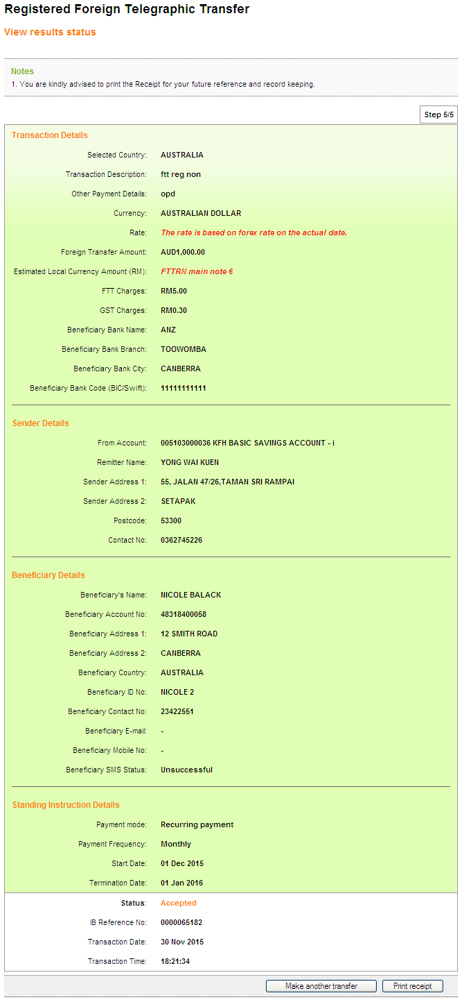 Registered Foreign Telegraphic Transfer
View results status
Notes
1. You are kindly advised to print the Receipt for your future reference and record keeping.
Step 5/5
Transaction Details
Selected Country: AUSTRALIA
Transaction Description: ftt reg non
Other Payment Details: opd
Currency: AUSTRALIAN DOLLAR
Rate: The rate is based on forex rate on the actual date.
Foreign Transfer Amount: AUD1,000.00
Estimated Local Currency Amount (RM): FTTRN main note 6
FTT Charges: RM5.00
GST Charges: RM0.30
Beneficiary Bank Name: ANZ
Beneficiary Bank Branch: TOOWOMBA
Beneficiary Bank City: CANBERRA
Beneficiary Bank Code (BIC/Swift): 11111111111
Sender Details
From Account: 005103000036 KFH BASIC SAVINGS ACCOUNT - i
Remitter Name: YONG WAI KUEN
Sender Address 1: 55, JALAN 47/26,TAMAN SRI RAMPAI
Sender Address 2: SETAPAK
Postcode: 53300
Contact No: 0362745226
Beneficiary Details
Beneficiary's Name: NICOLE BALACK
Beneficiary Account No: 48318400058
Beneficiary Address 1: 12 SMITH ROAD
Beneficiary Address 2: CANBERRA
Beneficiary Country: AUSTRALIA
Beneficiary ID No: NICOLE 2
Beneficiary Contact No: 23422551
Beneficiary E-mail: -
Beneficiary Mobile No: -
Beneficiary SMS Status: Unsuccessful
Standing Instruction Details
Payment mode: Recurring payment
Payment Frequency: Monthly
Start Date: 01 Dec 2015
Termination Date: 01 Jan 2016
Status: Accepted
IB Reference No: 0000065182
Transaction Date: 30 Nov 2015
Transaction Time: 18:21:34
Make another transfer Print receipt